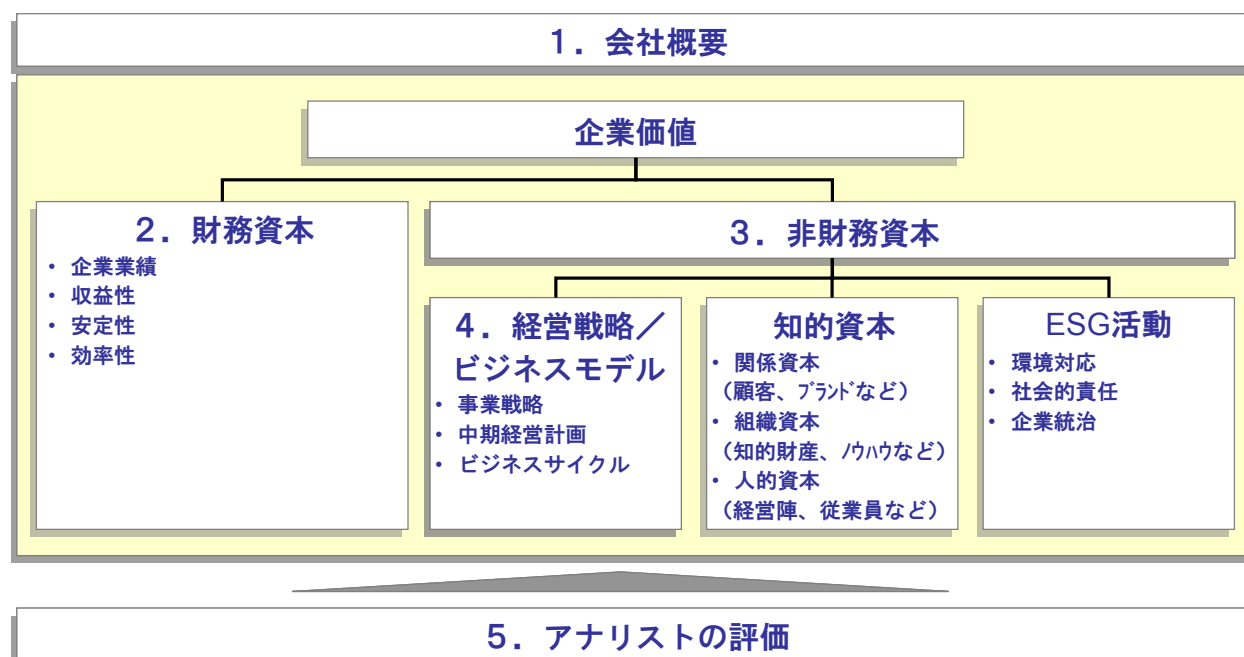 １．会社概要
企業価値
２．財務資本
• 企業業績
• 収益性
• 安定性
• 効率性
３．非財務資本
４．経営戦略／
ビジネスモデル
• 事業戦略
• 中期経営計画
• ビジネスサイクル
知的資本
• 関係資本
（顧客、ﾌﾞﾗﾝﾄﾞなど）
• 組織資本
（知的財産、ﾉｳﾊｳなど）
• 人的資本
（経営陣、従業員など）
ESG活動
• 環境対応
• 社会的責任
• 企業統治
５．アナリストの評価